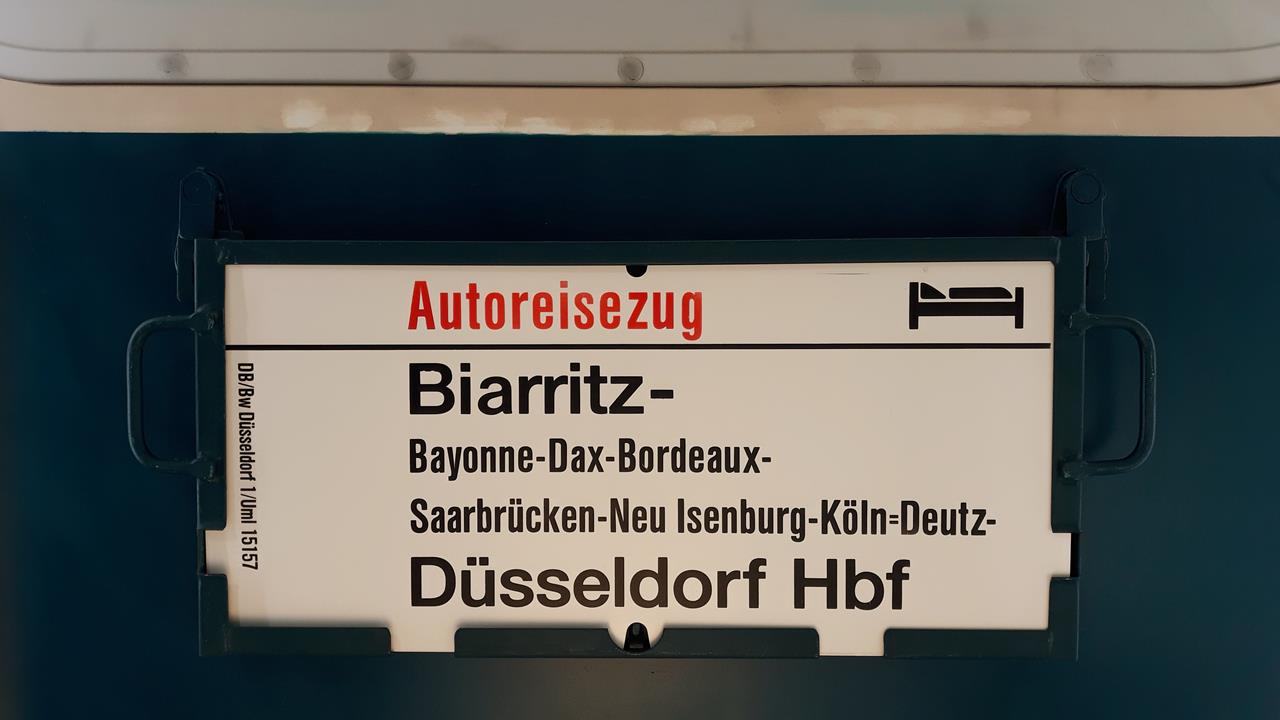 Autoreisezug
Biarritz-
Bayonne-Dax-Bordeaux-
Saarbrücken-Neu Isenburg-Köln=Deutz-
Düsseldorf Hbf
DB/Bw Düsseldorf 1/Uml 15157